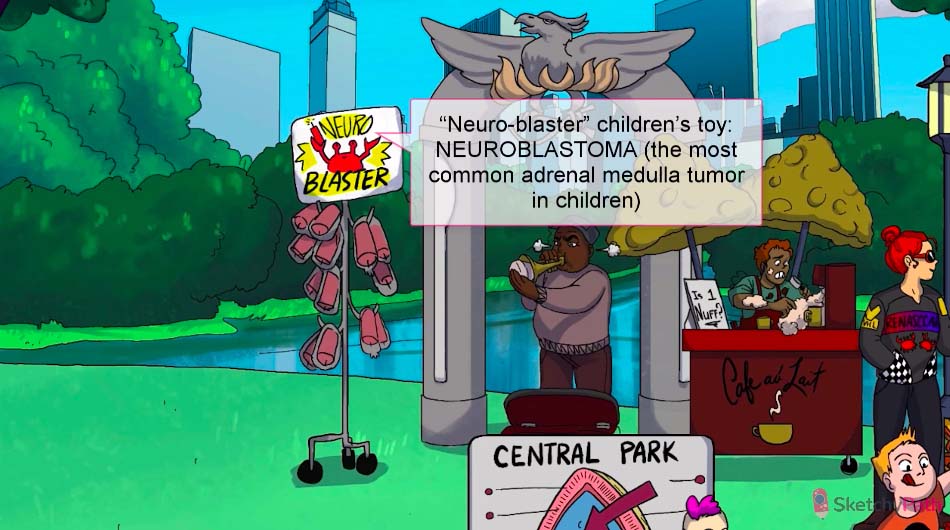 NEURO
BLASTER
“Neuro-blaster” children’s toy:
NEUROBLASTOMA (the most
common adrenal medulla tumor
in children)
Is 1
Nuff?
Cafe au Lait
CENTRAL PARK